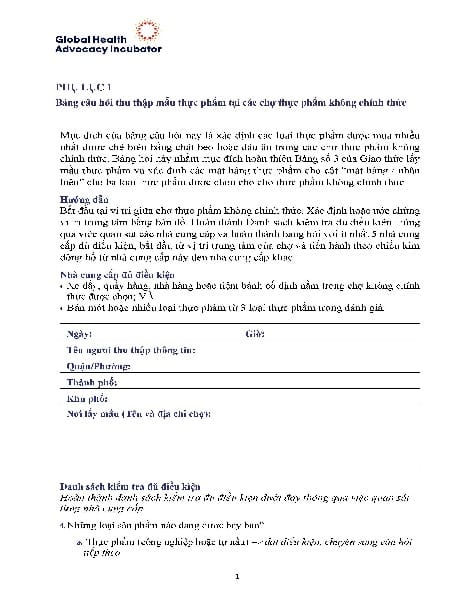 Global Health
Advocacy Incubator
PHỤ LỤC 1
Bảng câu hỏi thu thập mẫu thực phẩm tại các chợ thực phẩm không chính thức
Mục đích của bảng câu hỏi này là xác định các loại thực phẩm được mua nhiều
nhất được chế biến bằng chất béo hoặc dầu ăn trong các chợ thực phẩm không
chính thức. Bảng hỏi này nhằm mục đích hoàn thiện Bảng số 3 của Giao thức lấy
mẫu thực phẩm và xác định các mặt hàng thực phẩm cho cột "mặt hàng / nhãn
hiệu" cho ba loại thực phẩm được chọn cho chợ thực phẩm không chính thức
Hướng dẫn
Bắt đầu tại vị trí giữa chợ thực phẩm không chính thức. Xác định hoặc ước chừng
vị trí trung tâm bằng bản đồ. Hoàn thành Danh sách kiểm tra đủ điều kiện thông
qua việc quan sát các nhà cung cấp và hoàn thành bảng hỏi với ít nhất 5 nhà cung
cấp đủ điều kiện, bắt đầu từ vị trí trung tâm của chợ và tiến hành theo chiều kim
đồng hồ từ nhà cung cấp này đến nhà cung cấp khác
Nhà cung cấp đủ điều kiện
• Xe đẩy, quầy hàng, nhà hàng hoặc tiệm bánh cố định nằm trong chợ không chính
thức được chọn; VÀ
• Bán một hoặc nhiều loại thực phẩm từ 3 loại thực phẩm trong đánh giá
Ngày: Giờ:
Tên người thu thập thông tin:
Quận/Phường:
Thành phố:
Khu phố:
Nơi lấy mẫu (Tên và địa chỉ chợ):
Danh sách kiểm tra đủ điều kiện
Hoàn thành danh sách kiểm tra đủ điều kiện dưới đây thông qua việc quan sát
từng nhà cung cấp
4. Những loại sản phẩm nào đang được bày bán?
a. Thực phẩm (công nghiệp hoặc tự nấu) –> đạt điều kiện, chuyển sang câu hỏi
tiếp theo
1